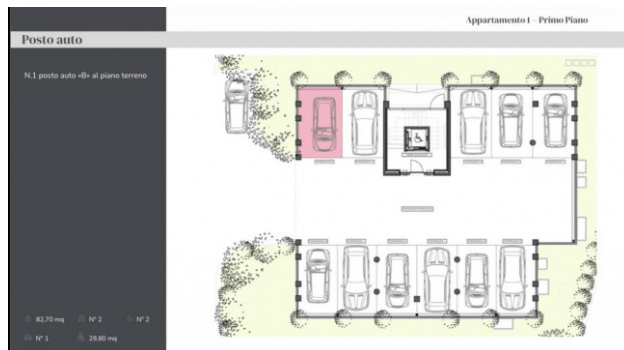 Appartamento 1 – Primo Piano
Posto auto
N.1 posto auto «B» al piano terreno
82,70 mq
N° 2
N° 2
N° 1
29,80 mq